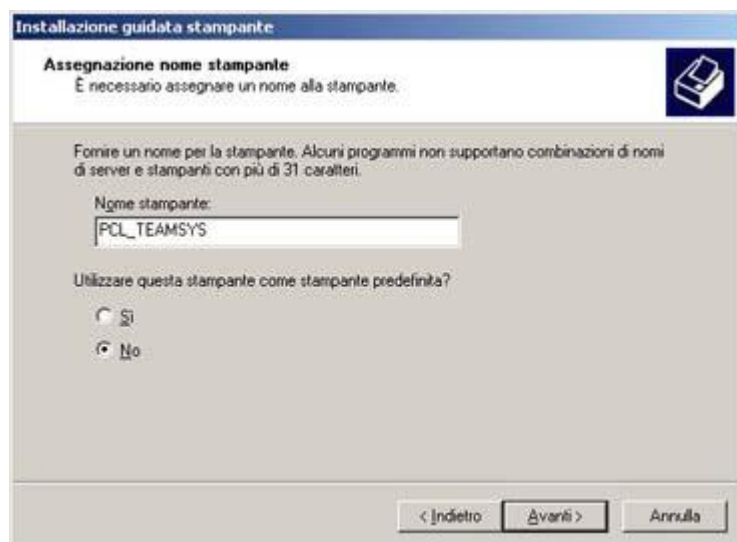 Installazione guidata stampante
Assegnazione nome stampante
È necessario assegnare un nome alla stampante.
Fornire un nome per la stampante. Alcuni programmi non supportano combinazioni di nomi
di server e stampanti con più di 31 caratteri.
Nome stampante:
PCL_TEAMSYS
Utilizzare questa stampante come stampante predefinita?
Sì
No
< Indietro
Avanti >
Annulla